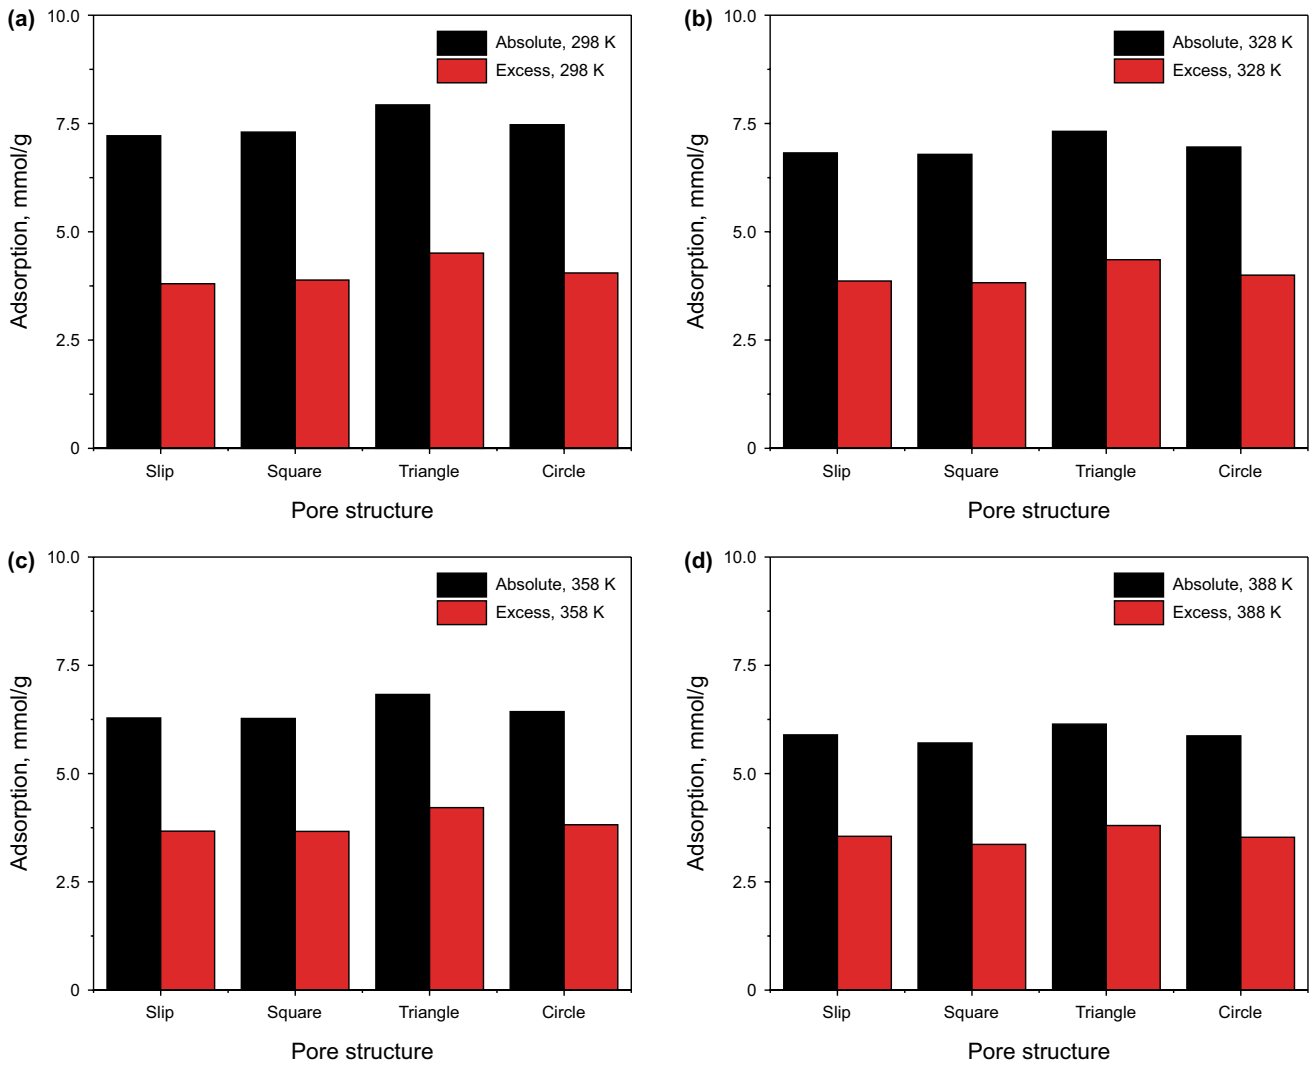 (a)
10.0
7.5
5.0
2.5
0
Adsorption, mmol/g
Absolute, 298 K
Excess, 298 K
Slip Square Triangle Circle
Pore structure
(b)
10.0
7.5
5.0
2.5
0
Adsorption, mmol/g
Absolute, 328 K
Excess, 328 K
Slip Square Triangle Circle
Pore structure
(c)
10.0
7.5
5.0
2.5
0
Adsorption, mmol/g
Absolute, 358 K
Excess, 358 K
Slip Square Triangle Circle
Pore structure
(d)
10.0
7.5
5.0
2.5
0
Adsorption, mmol/g
Absolute, 388 K
Excess, 388 K
Slip Square Triangle Circle
Pore structure